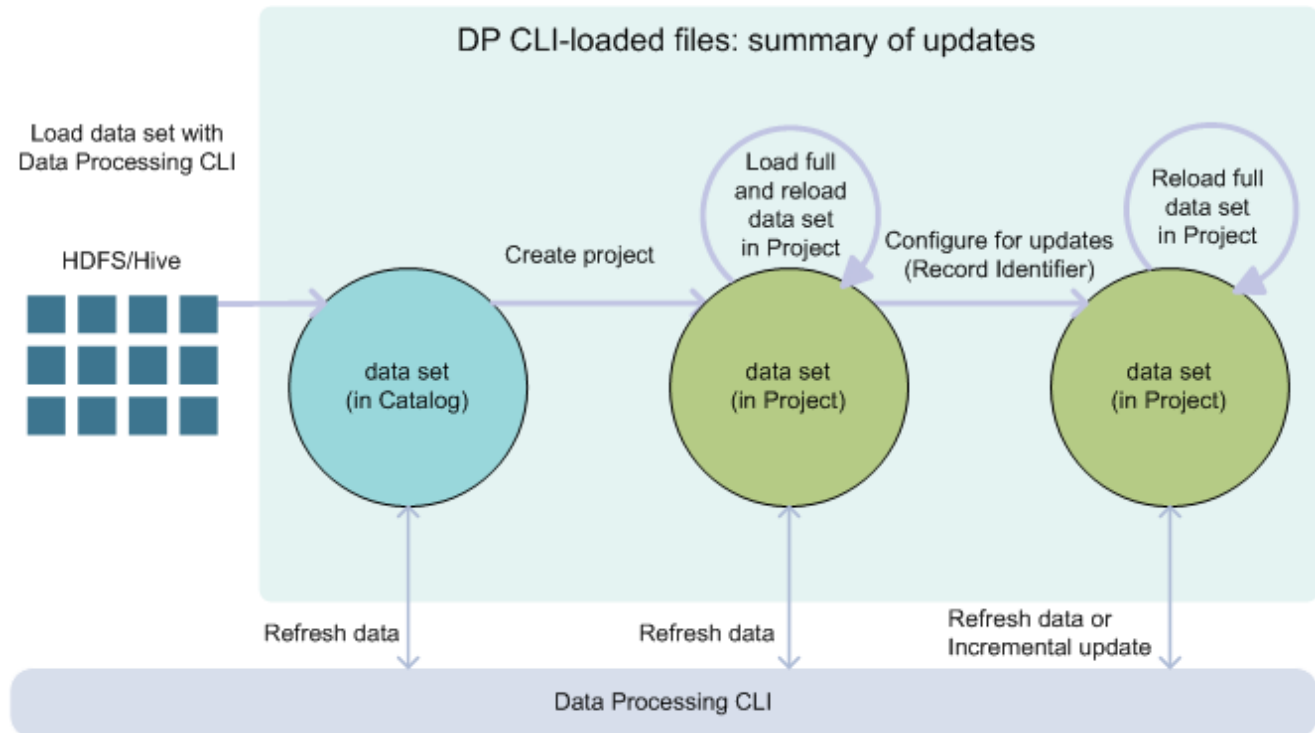 DP CLI-loaded files: summary of updates
Load data set with
Data Processing CLI
HDFS/Hive
Create project
Load full
and reload
data set
in Project
Configure for updates
(Record Identifier)
Reload full
data set
in Project
data set
(in Catalog)
data set
(in Project)
data set
(in Project)
Refresh data
Refresh data
Refresh data or
Incremental update
Data Processing CLI